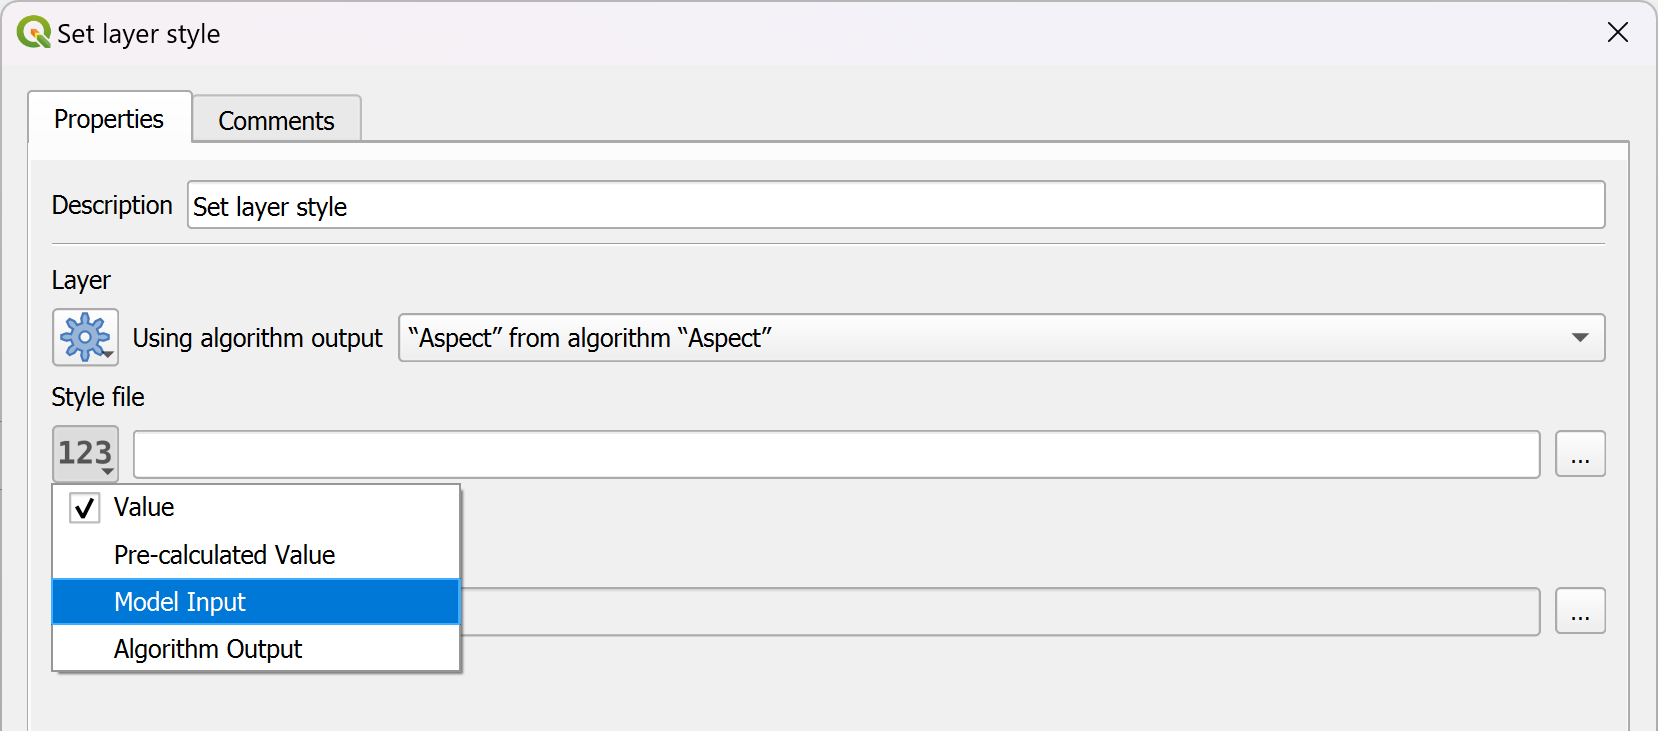 Set layer style
Properties
Comments
Description
Set layer style
Layer
Using algorithm output
“Aspect” from algorithm “Aspect”
Style file
123
...
Value
Pre-calculated Value
Model Input
...
Algorithm Output